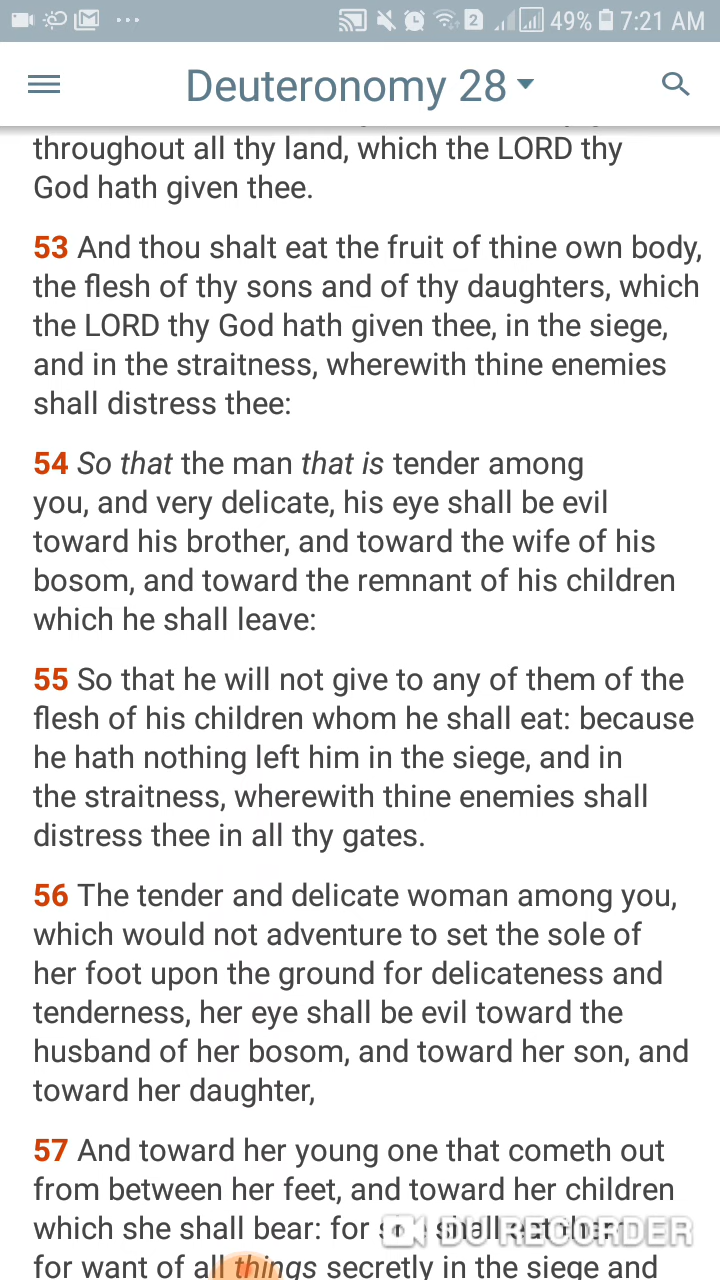 49% 2 7:21 AM
Deuteronomy 28
throughout all thy land, which the LORD thy
God hath given thee.
53 And thou shalt eat the fruit of thine own body,
the flesh of thy sons and of thy daughters, which
the LORD thy God hath given thee, in the siege,
and in the straitness, wherewith thine enemies
shall distress thee:
54 So that the man that is tender among
you, and very delicate, his eye shall be evil
toward his brother, and toward the wife of his
bosom, and toward the remnant of his children
which he shall leave:
55 So that he will not give to any of them of the
flesh of his children whom he shall eat: because
he hath nothing left him in the siege, and in
the straitness, wherewith thine enemies shall
distress thee in all thy gates.
56 The tender and delicate woman among you,
which would not adventure to set the sole of
her foot upon the ground for delicateness and
tenderness, her eye shall be evil toward the
husband of her bosom, and toward her son, and
toward her daughter,
57 And toward her young one that cometh out
from between her feet, and toward her children
which she shall bear: for she shall eat them
DU RECORDER
for want of all things secretly in the siege and